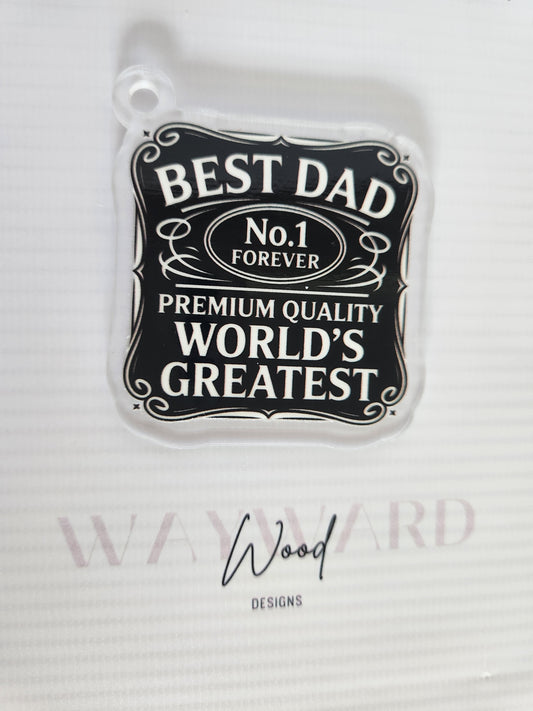 BEST DAD
No.1
FOREVER
PREMIUM QUALITY
WORLD'S
GREATEST
WAYWARD
Wood
DESIGNS